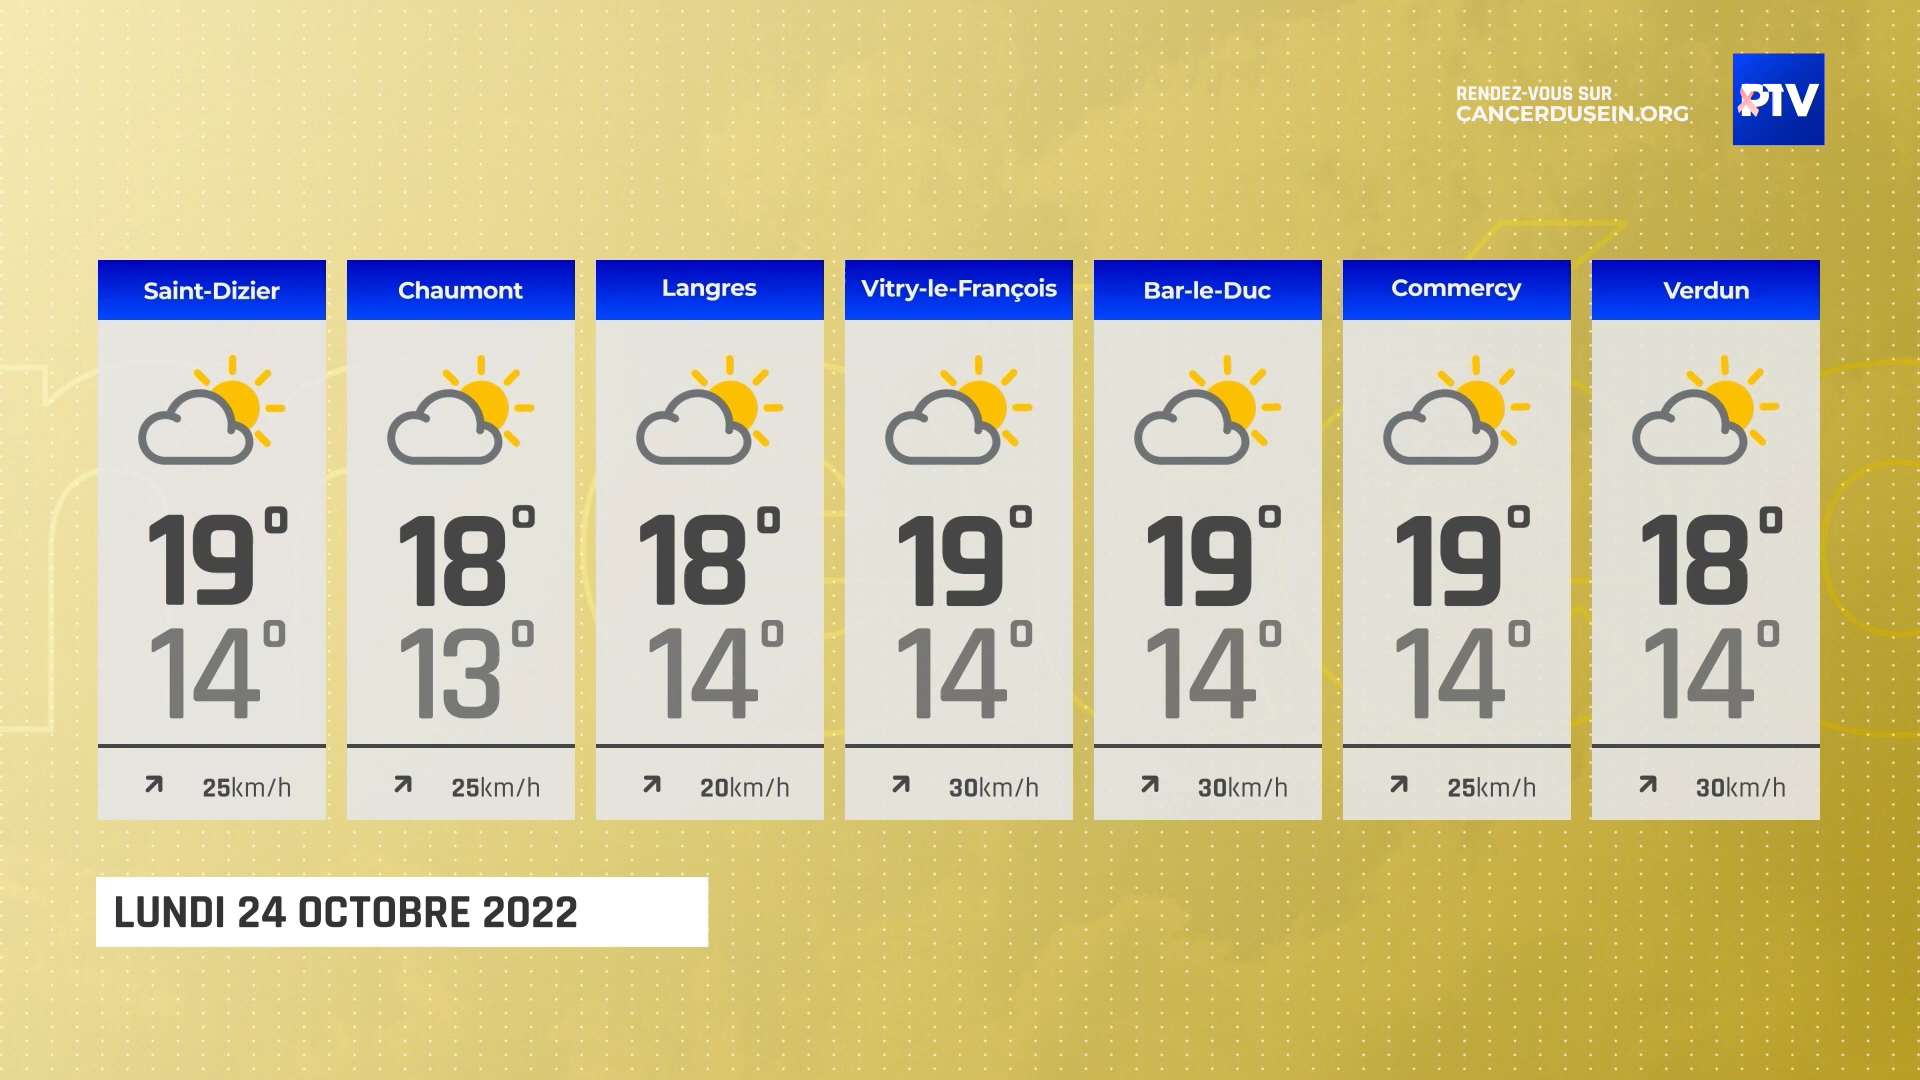 RENDEZ-VOUS SUR
CANCERDUSEIN.ORG
PTV
Saint-Dizier
19°
14°
25km/h
Chaumont
18°
13°
25km/h
Langres
18°
14°
20km/h
Vitry-le-François
19°
14°
30km/h
Bar-le-Duc
19°
14°
30km/h
Commercy
19°
14°
25km/h
Verdun
18°
14°
30km/h
LUNDI 24 OCTOBRE 2022